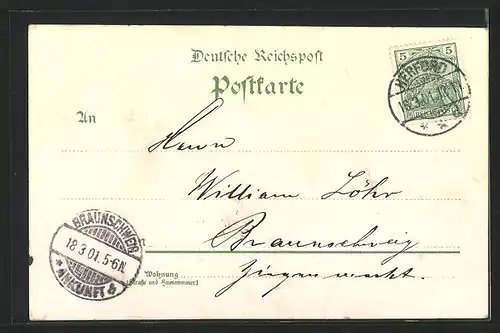 Deutsche Reichspost
Postkarte
5 5
HERFORD
18.3.01.
An
Herrn
William Löhr
Braunschweig
BRAUNSCHWEIG
18.3.01.5-6N.
* ANKUNFT *
Wohnung
(Straße und Hausnummer)